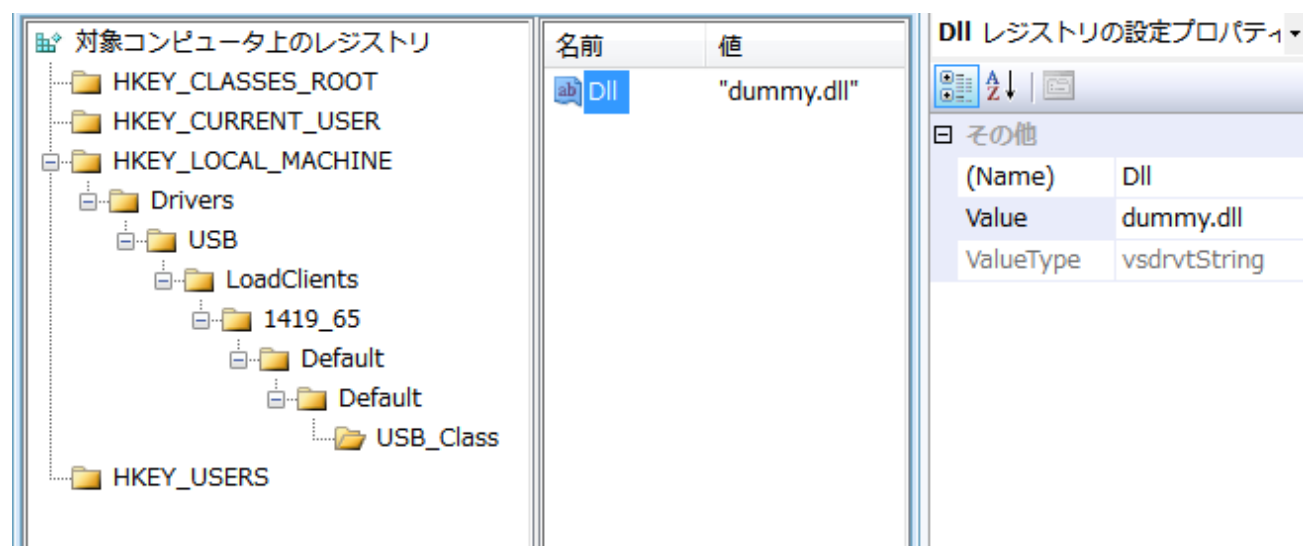 対象コンピュータ上のレジストリ
HKEY_CLASSES_ROOT
HKEY_CURRENT_USER
HKEY_LOCAL_MACHINE
Drivers
USB
LoadClients
1419_65
Default
Default
USB_Class
HKEY_USERS
名前 値
ab Dll "dummy.dll"
Dll レジストリの設定プロパティ
A Z
その他
(Name) Dll
Value dummy.dll
ValueType vsdrvtString